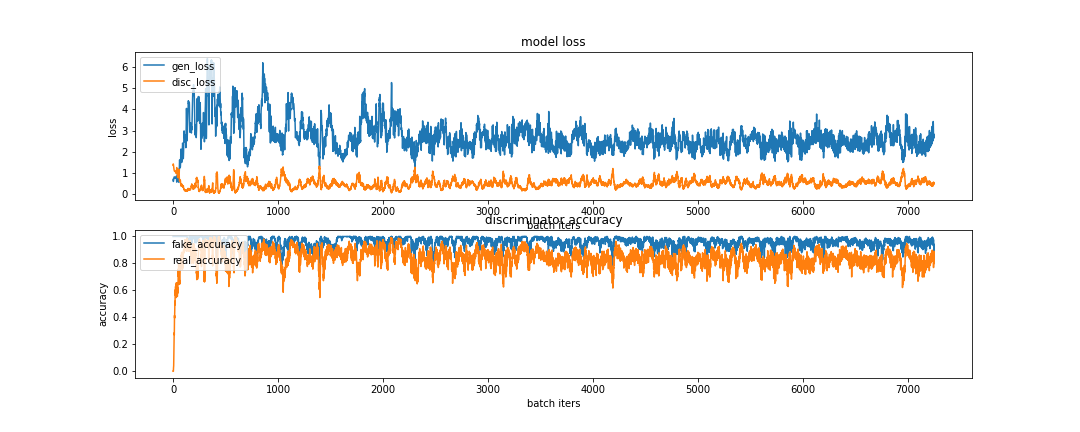 model loss
gen_loss
disc_loss
loss
6
5
4
3
2
1
0
0 1000 2000 3000 4000 5000 6000 7000
batch iters
discriminator accuracy
fake_accuracy
real_accuracy
accuracy
1.0
0.8
0.6
0.4
0.2
0.0
0 1000 2000 3000 4000 5000 6000 7000
batch iters